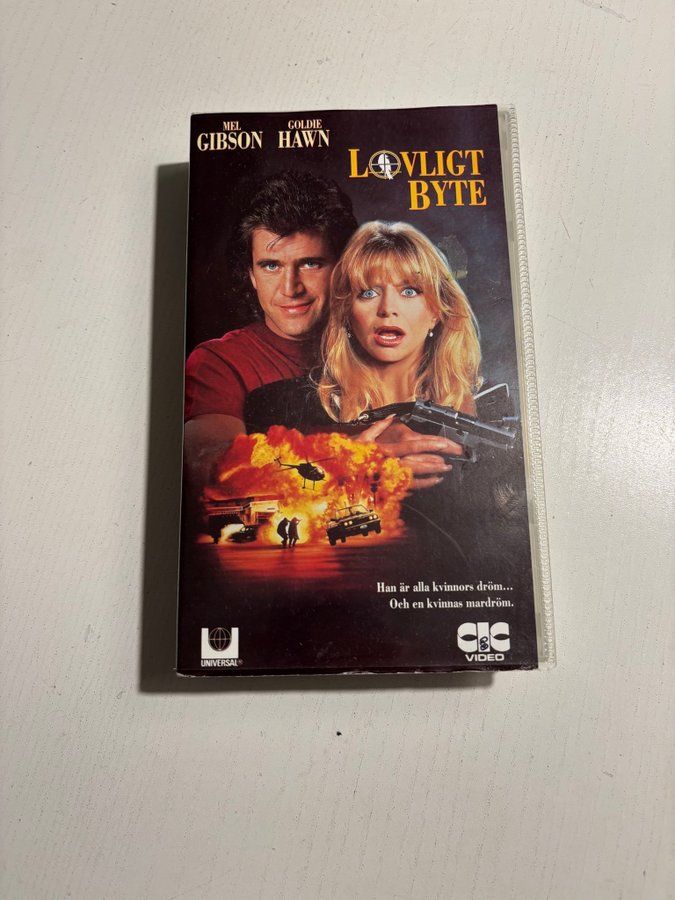 MEL GOLDIE
GIBSON HAWN
LOVLIGT
BYTE
Han är alla kvinnors dröm...
Och en kvinnas mardröm.
UNIVERSAL®
CIC
VIDEO